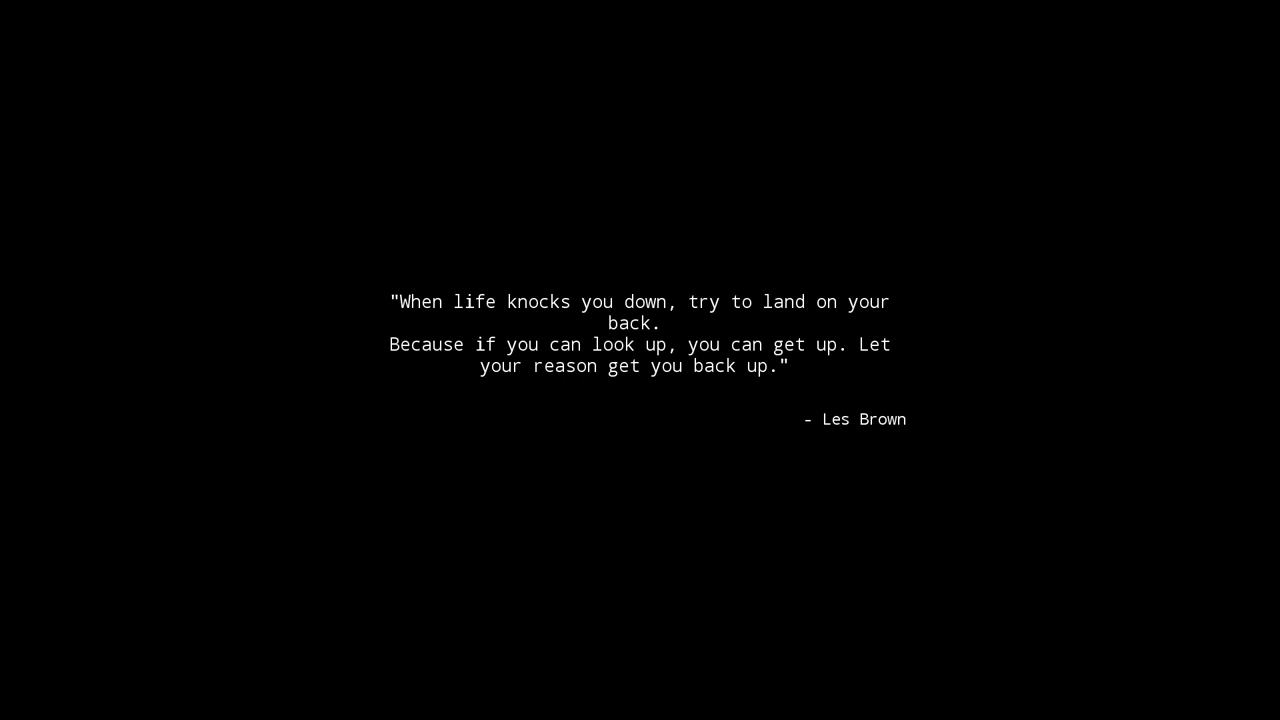 "When life knocks you down, try to land on your
back.
Because if you can look up, you can get up. Let
your reason get you back up."
- Les Brown